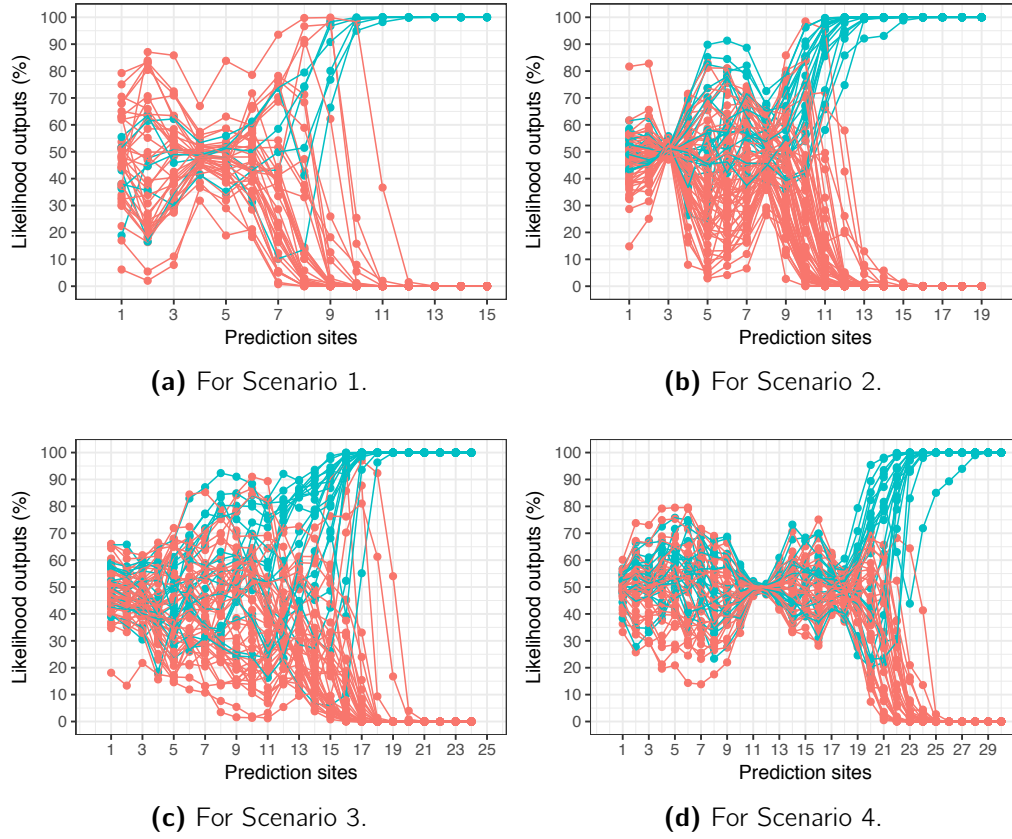 100
90
80
70
60
50
40
30
20
10
0
Likelihood outputs (%)
1 3 5 7 9 11 13 15
Prediction sites
(a) For Scenario 1.
100
90
80
70
60
50
40
30
20
10
0
Likelihood outputs (%)
1 3 5 7 9 11 13 15 17 19
Prediction sites
(b) For Scenario 2.
100
90
80
70
60
50
40
30
20
10
0
Likelihood outputs (%)
1 3 5 7 9 11 13 15 17 19 21 23 25
Prediction sites
(c) For Scenario 3.
100
90
80
70
60
50
40
30
20
10
0
Likelihood outputs (%)
1 3 5 7 9 11 13 15 17 19 21 23 25 27 29
Prediction sites
(d) For Scenario 4.